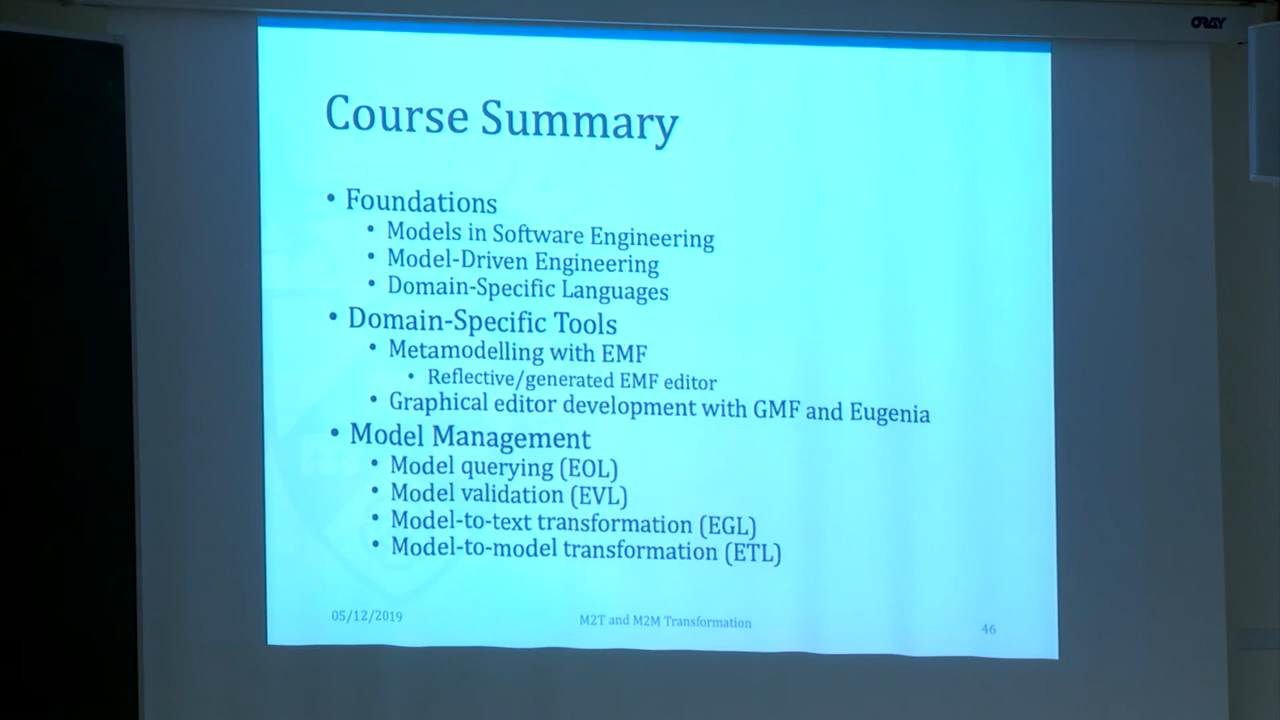 ORAY
Course Summary
• Foundations
• Models in Software Engineering
• Model-Driven Engineering
• Domain-Specific Languages
• Domain-Specific Tools
• Metamodelling with EMF
• Reflective/generated EMF editor
• Graphical editor development with GMF and Eugenia
• Model Management
• Model querying (EOL)
• Model validation (EVL)
• Model-to-text transformation (EGL)
• Model-to-model transformation (ETL)
05/12/2019
M2T and M2M Transformation
46